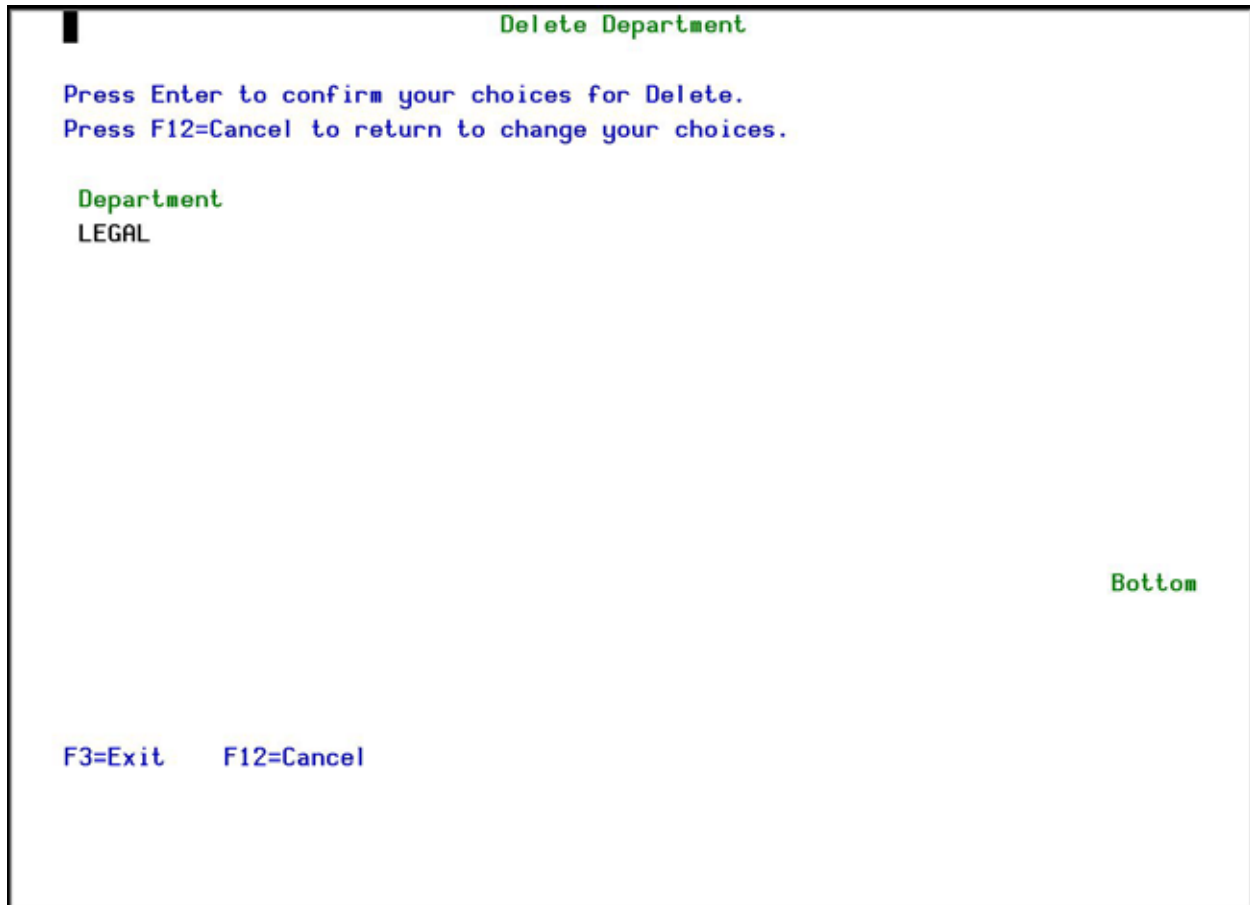 Delete Department
Press Enter to confirm your choices for Delete.
Press F12=Cancel to return to change your choices.
Department
LEGAL
Bottom
F3=Exit F12=Cancel